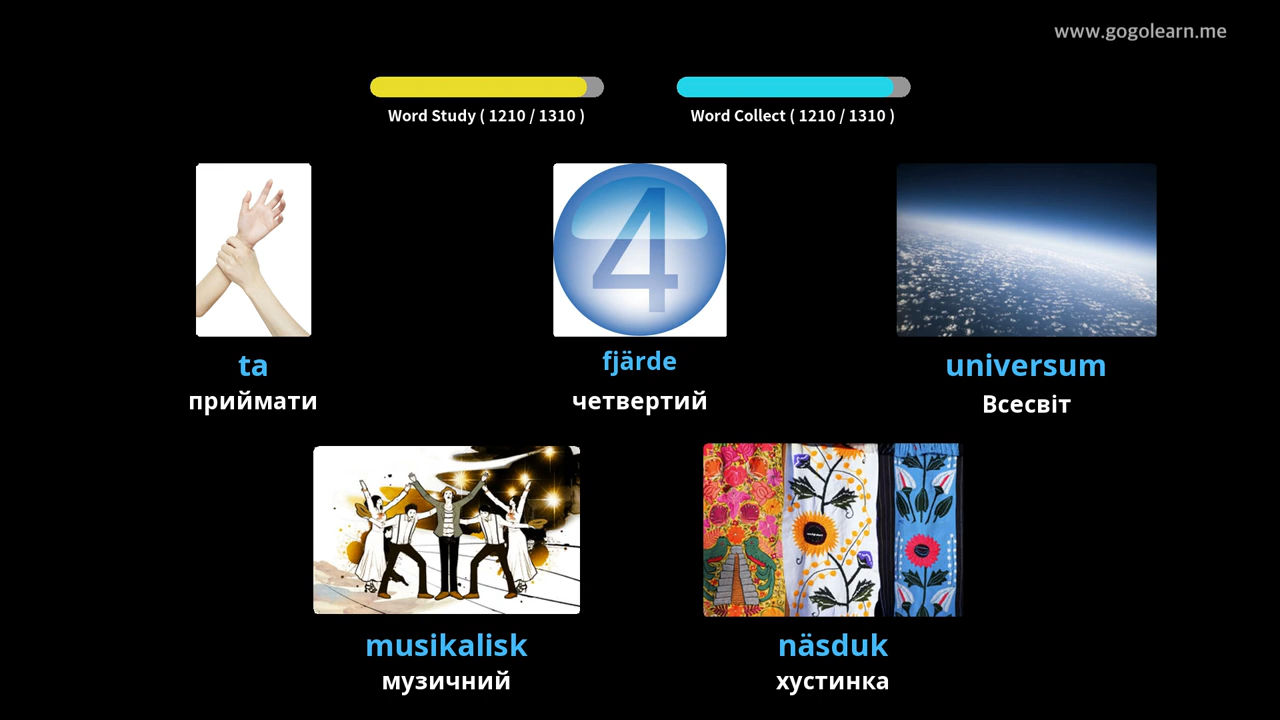 www.gogolearn.me
Word Study ( 1210 / 1310 )
Word Collect ( 1210 / 1310 )
4
ta
приймати
fjärde
четвертий
universum
Всесвіт
musikalisk
музичний
näsduk
хустинка